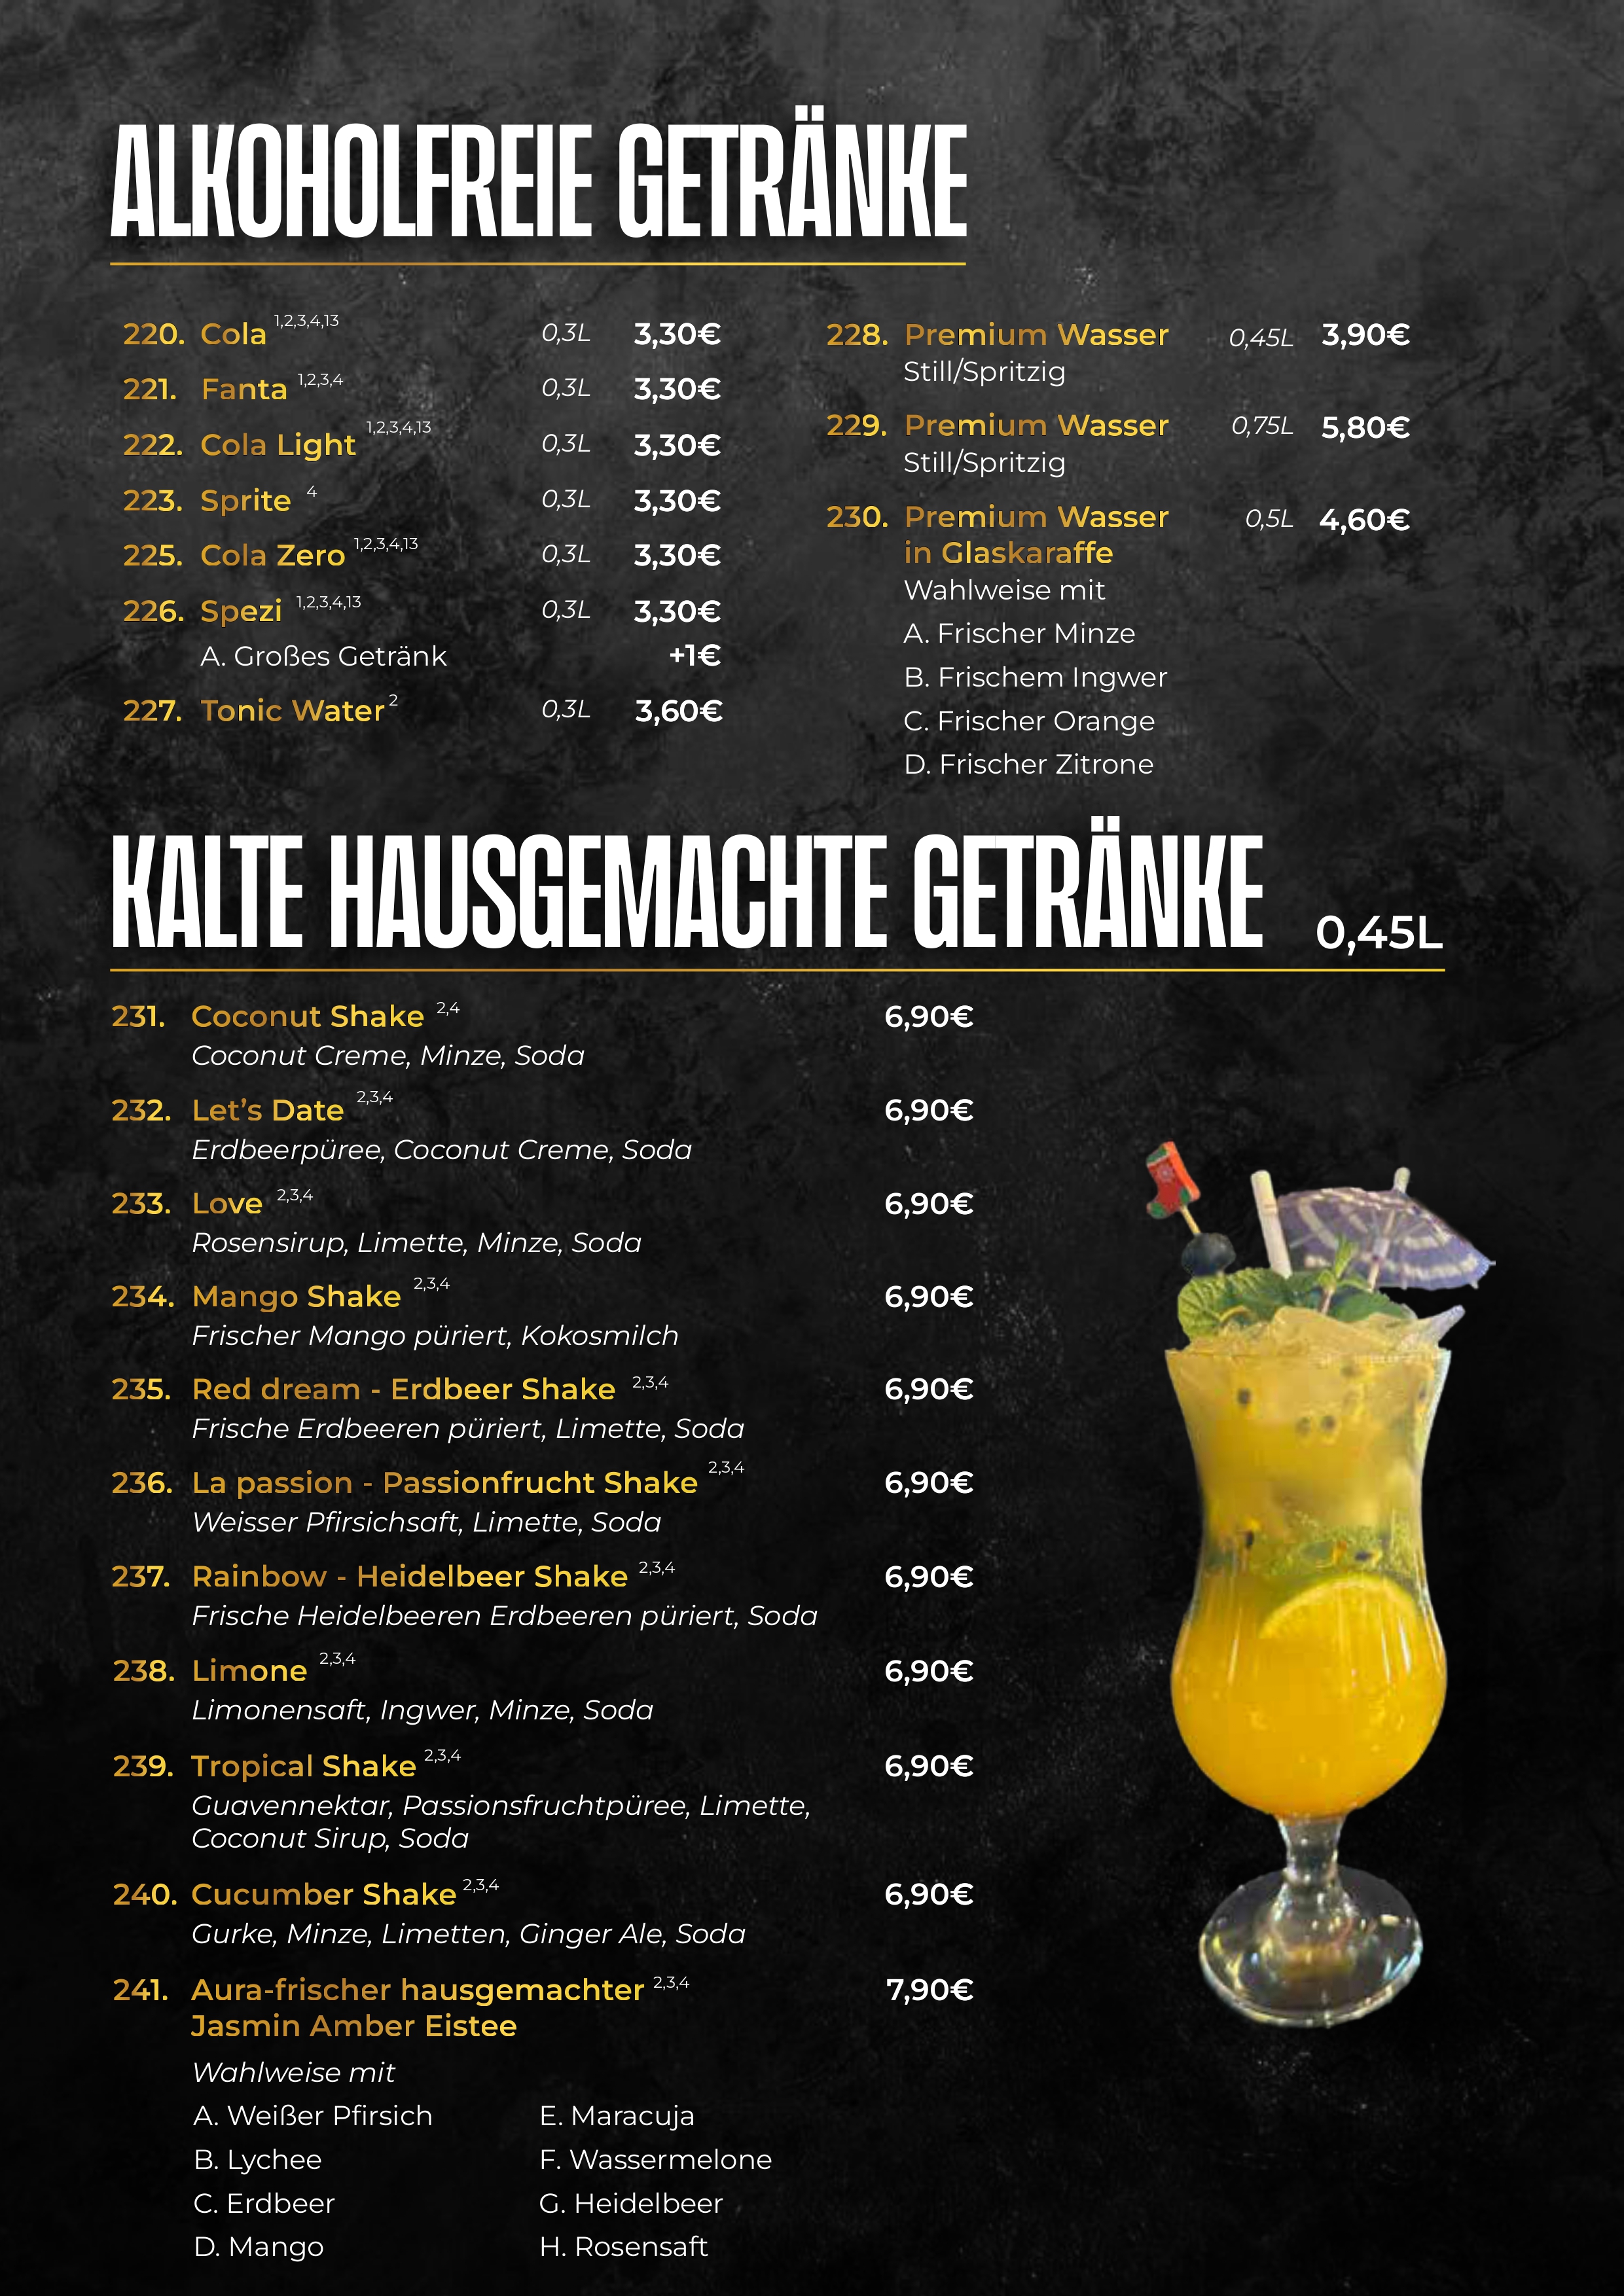 ALKOHOLFREIE GETRÄNKE
220. Cola 1,2,3,4,13 0,3L 3,30€
221. Fanta 1,2,3,4 0,3L 3,30€
222. Cola Light 1,2,3,4,13 0,3L 3,30€
223. Sprite 4 0,3L 3,30€
225. Cola Zero 1,2,3,4,13 0,3L 3,30€
226. Spezi 1,2,3,4,13 0,3L 3,30€
A. Großes Getränk +1€
227. Tonic Water 2 0,3L 3,60€
228. Premium Wasser 0,45L 3,90€
Still/Spritzig
229. Premium Wasser 0,75L 5,80€
Still/Spritzig
230. Premium Wasser 0,5L 4,60€
in Glaskaraffe
Wahlweise mit
A. Frischer Minze
B. Frischem Ingwer
C. Frischer Orange
D. Frischer Zitrone
KALTE HAUSGEMACHTE GETRÄNKE 0,45L
231. Coconut Shake 2,4 6,90€
Coconut Creme, Minze, Soda
232. Let’s Date 2,3,4 6,90€
Erdbeerpüree, Coconut Creme, Soda
233. Love 2,3,4 6,90€
Rosensirup, Limette, Minze, Soda
234. Mango Shake 2,3,4 6,90€
Frischer Mango püriert, Kokosmilch
235. Red dream - Erdbeer Shake 2,3,4 6,90€
Frische Erdbeeren püriert, Limette, Soda
236. La passion - Passionfrucht Shake 2,3,4 6,90€
Weisser Pfirsichsaft, Limette, Soda
237. Rainbow - Heidelbeer Shake 2,3,4 6,90€
Frische Heidelbeeren Erdbeeren püriert, Soda
238. Limone 2,3,4 6,90€
Limonensaft, Ingwer, Minze, Soda
239. Tropical Shake 2,3,4 6,90€
Guavennektar, Passionsfruchtpüree, Limette,
Coconut Sirup, Soda
240. Cucumber Shake 2,3,4 6,90€
Gurke, Minze, Limetten, Ginger Ale, Soda
241. Aura-frischer hausgemachter 2,3,4 7,90€
Jasmin Amber Eistee
Wahlweise mit
A. Weißer Pfirsich
B. Lychee
C. Erdbeer
D. Mango
E. Maracuja
F. Wassermelone
G. Heidelbeer
H. Rosensaft